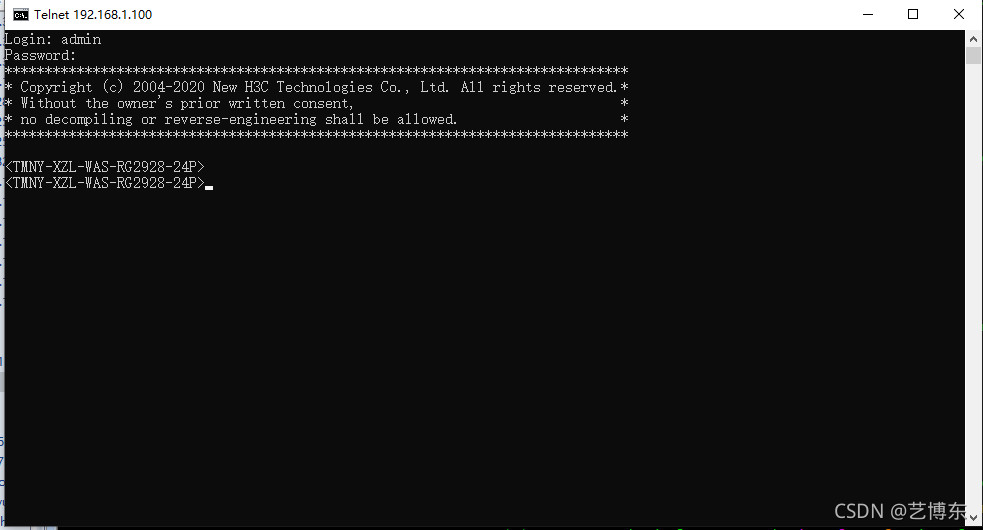 Telnet 192.168.1.100
Login: admin
Password:
******************************************************************************
* Copyright (c) 2004-2020 New H3C Technologies Co., Ltd. All rights reserved.*
* Without the owner's prior written consent,                                 *
* no decompiling or reverse-engineering shall be allowed.                    *
******************************************************************************
<TMNY-XZL-WAS-RG2928-24P>
<TMNY-XZL-WAS-RG2928-24P>
CSDN @艺博东